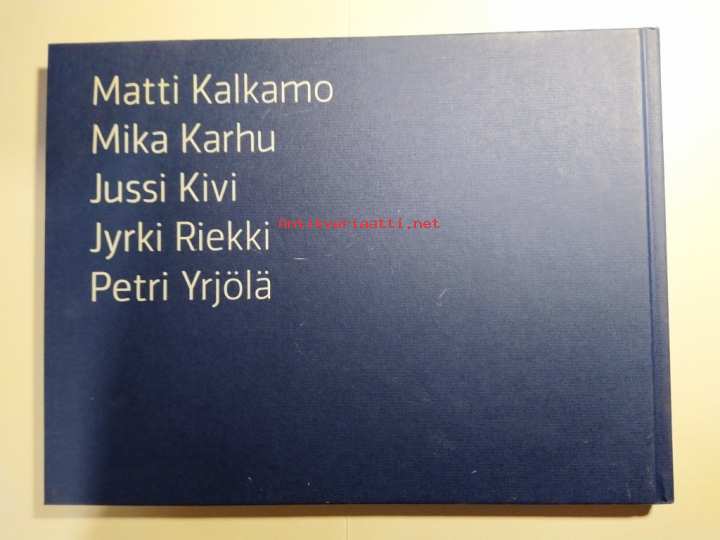 Matti Kalkamo
Mika Karhu
Jussi Kivi
Antikvariaatti.net
Jyrki Riekki
Petri Yrjölä